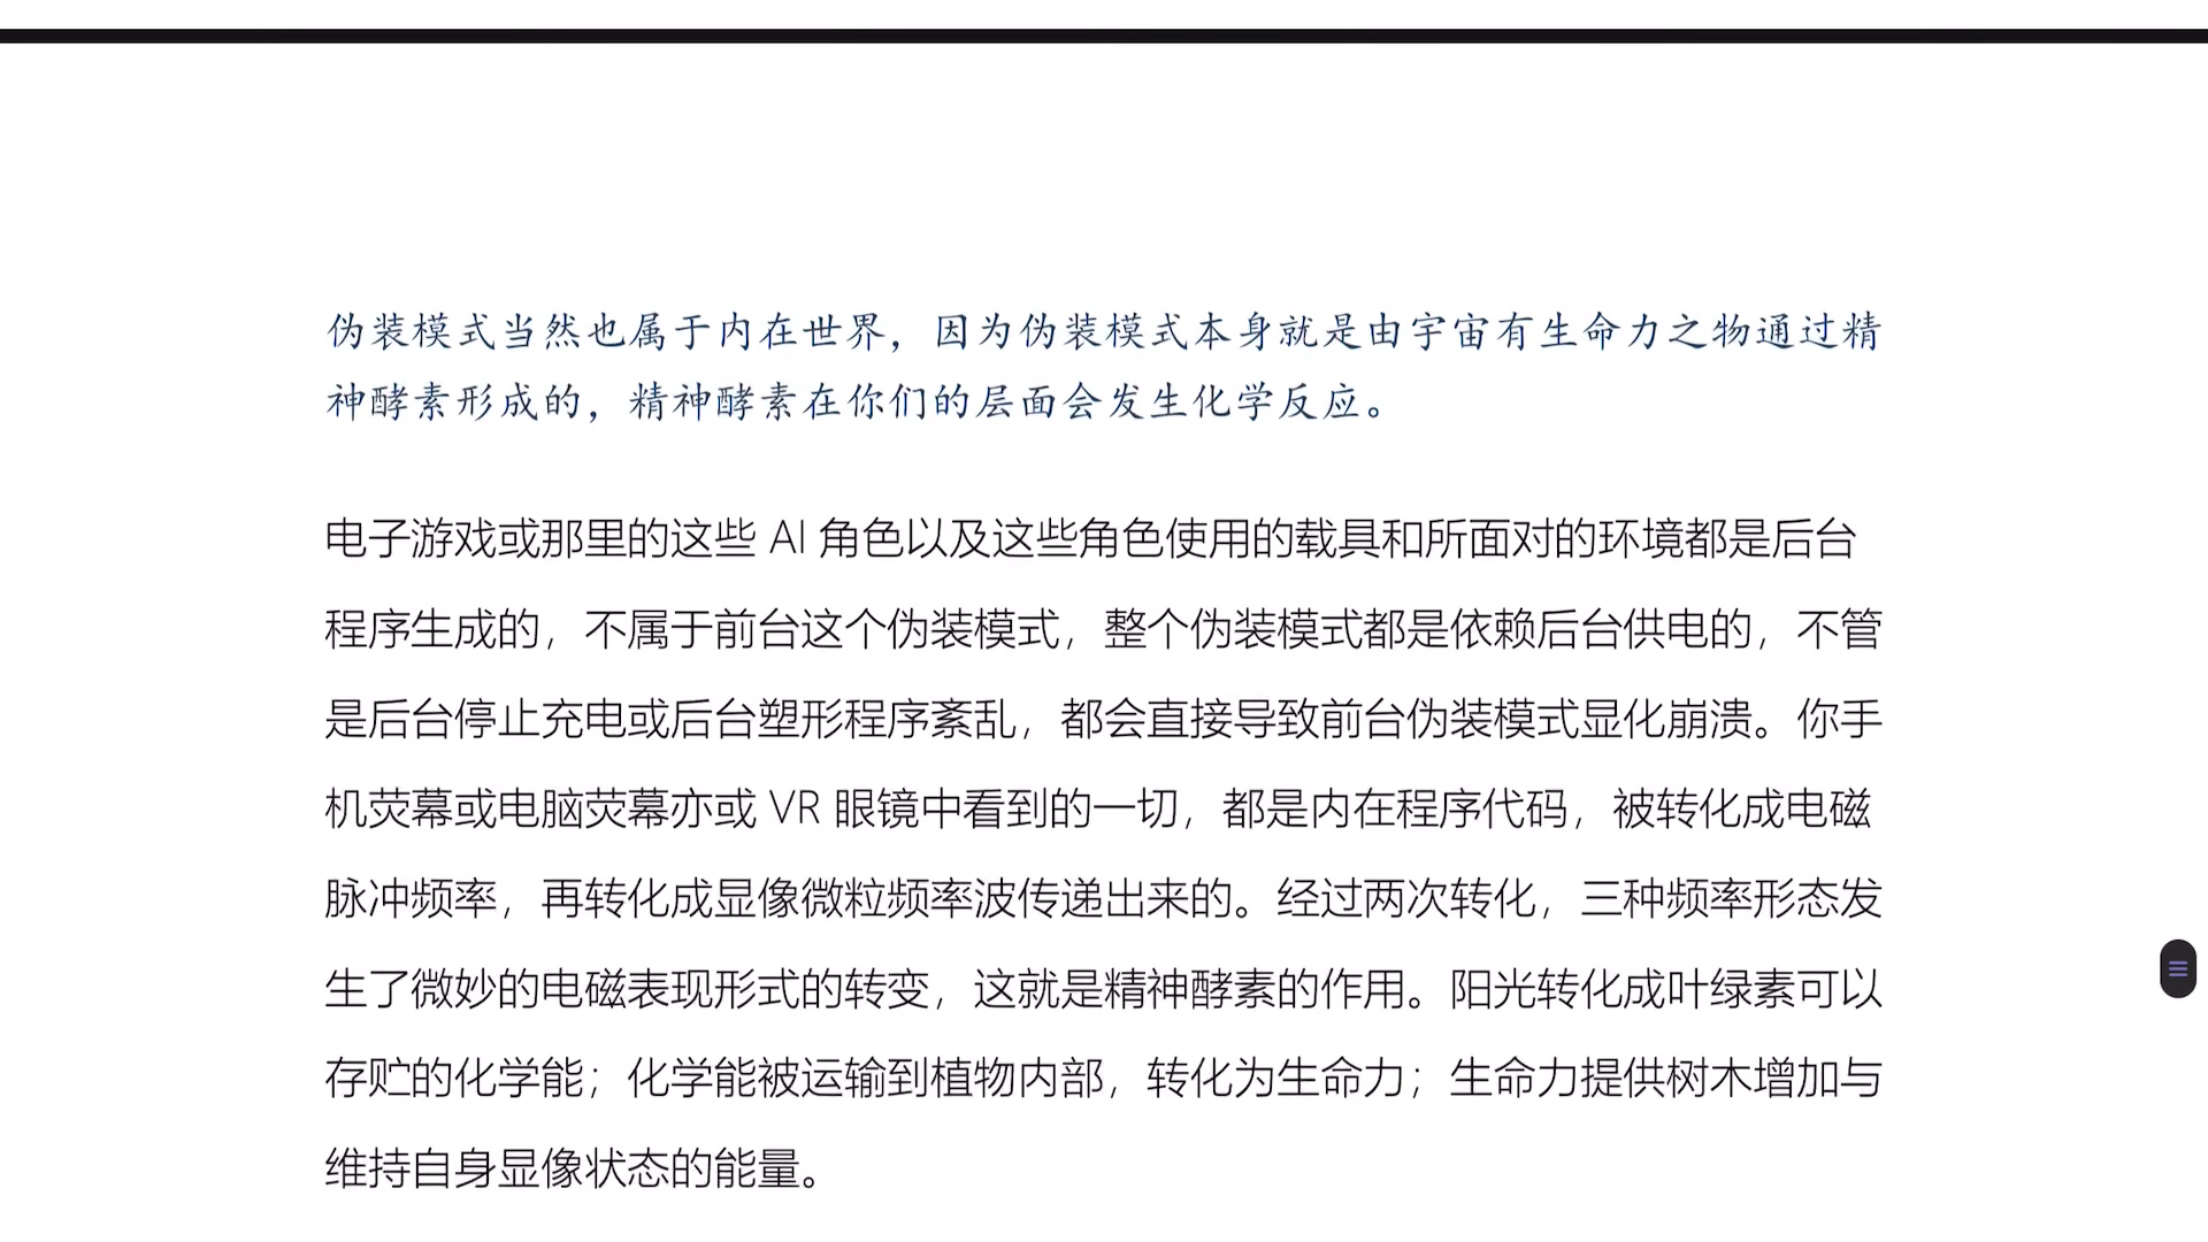 伪装模式当然也属于内在世界，因为伪装模式本身就是由宇宙有生命力之物通过精
神酵素形成的，精神酵素在你们的层面会发生化学反应。
电子游戏或那里的这些 AI 角色以及这些角色使用的载具和所面对的环境都是后台
程序生成的，不属于前台这个伪装模式，整个伪装模式都是依赖后台供电的，不管
是后台停止充电或后台塑形程序紊乱，都会直接导致前台伪装模式显化崩溃。你手
机荧幕或电脑荧幕亦或 VR 眼镜中看到的一切，都是内在程序代码，被转化成电磁
脉冲频率，再转化成显像微粒频率波传递出来的。经过两次转化，三种频率形态发
生了微妙的电磁表现形式的转变，这就是精神酵素的作用。阳光转化成叶绿素可以
存贮的化学能；化学能被运输到植物内部，转化为生命力；生命力提供树木增加与
维持自身显像状态的能量。